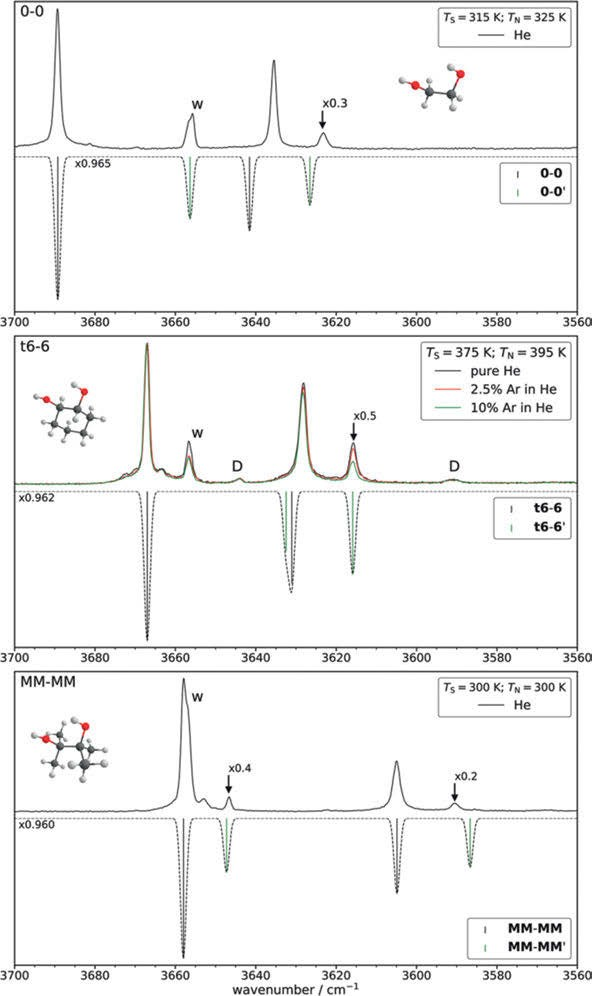 0-0
T_S = 315 K; T_N = 325 K
He
w
x0.3
x0.965
0-0
0-0'
3700 3680 3660 3640 3620 3600 3580 3560
t6-6
T_S = 375 K; T_N = 395 K
pure He
2.5% Ar in He
10% Ar in He
w
D
x0.5
D
x0.962
t6-6
t6-6'
3700 3680 3660 3640 3620 3600 3580 3560
MM-MM
T_S = 300 K; T_N = 300 K
He
w
x0.4
x0.2
x0.960
MM-MM
MM-MM'
3700 3680 3660 3640 3620 3600 3580 3560
wavenumber / cm⁻¹